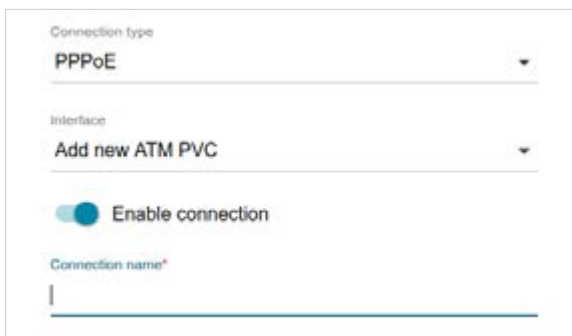 Connection type
PPPoE
Interface
Add new ATM PVC
Enable connection
Connection name*